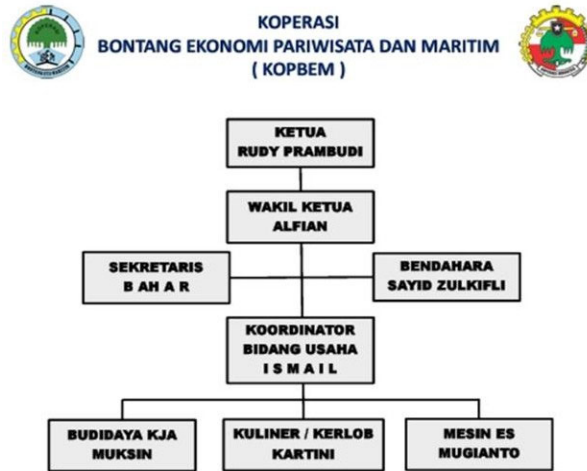 KOPERASI
BONTANG EKONOMI PARIWISATA DAN MARITIM
( KOPBEM )
KETUA
RUDY PRAMBUDI
WAKIL KETUA
ALFIAN
SEKRETARIS
B AH A R
BENDAHARA
SAYID ZULKIFLI
KOORDINATOR
BIDANG USAHA
I S M A I L
BUDIDAYA KJA
MUKSIN
KULINER / KERLOB
KARTINI
MESIN ES
MUGIANTO